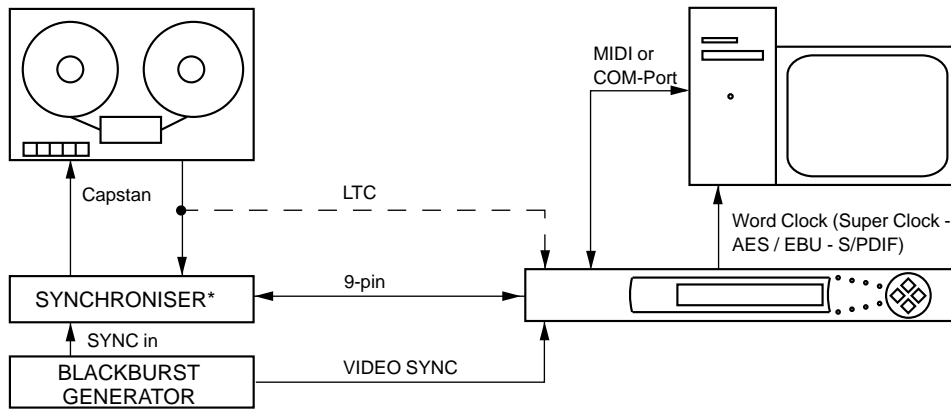 MIDI or
COM-Port
Capstan
LTC
Word Clock (Super Clock -
AES / EBU - S/PDIF)
SYNCHRONISER*
9-pin
SYNC in
BLACKBURST
GENERATOR
VIDEO SYNC